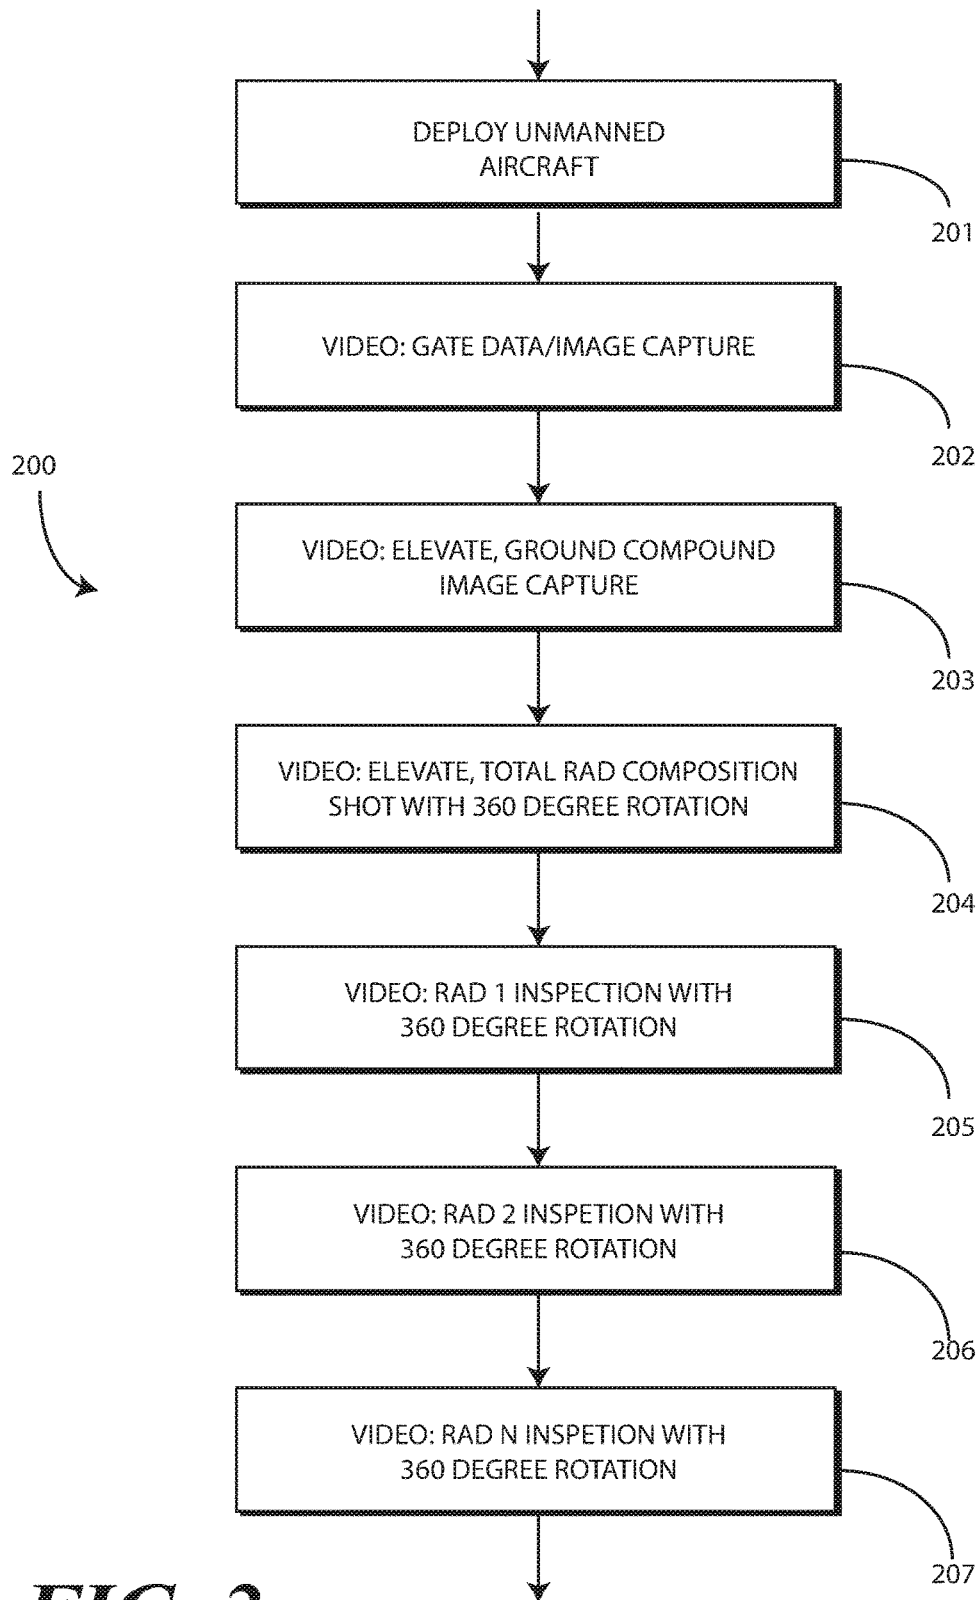 DEPLOY UNMANNED
AIRCRAFT
201
VIDEO: GATE DATA/IMAGE CAPTURE
202
200
VIDEO: ELEVATE, GROUND COMPOUND
IMAGE CAPTURE
203
VIDEO: ELEVATE, TOTAL RAD COMPOSITION
SHOT WITH 360 DEGREE ROTATION
204
VIDEO: RAD 1 INSPECTION WITH
360 DEGREE ROTATION
205
VIDEO: RAD 2 INSPETION WITH
360 DEGREE ROTATION
206
VIDEO: RAD N INSPETION WITH
360 DEGREE ROTATION
207
FIG.